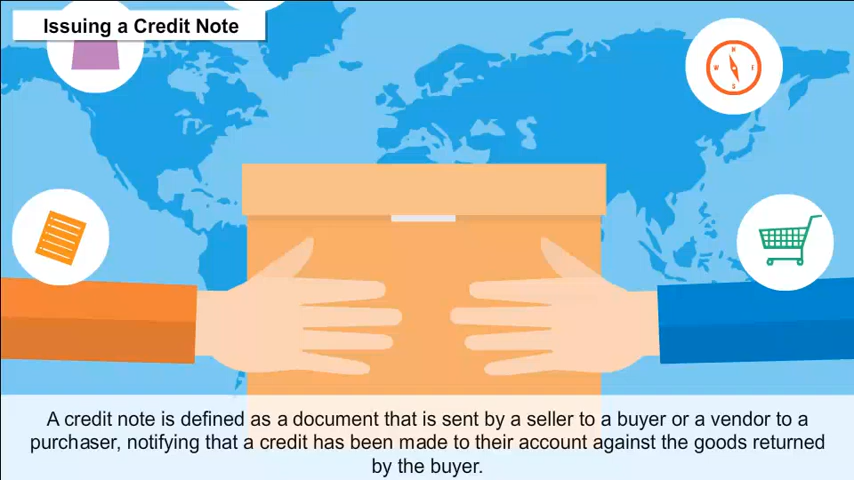 Issuing a Credit Note
N
W E
S
A credit note is defined as a document that is sent by a seller to a buyer or a vendor to a
purchaser, notifying that a credit has been made to their account against the goods returned
by the buyer.